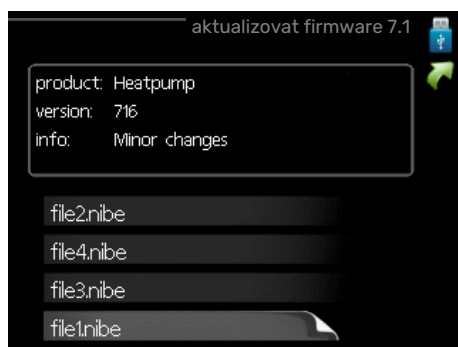 aktualizovat firmware 7.1
product: Heatpump
version: 716
info: Minor changes
file2.nibe
file4.nibe
file3.nibe
file1.nibe